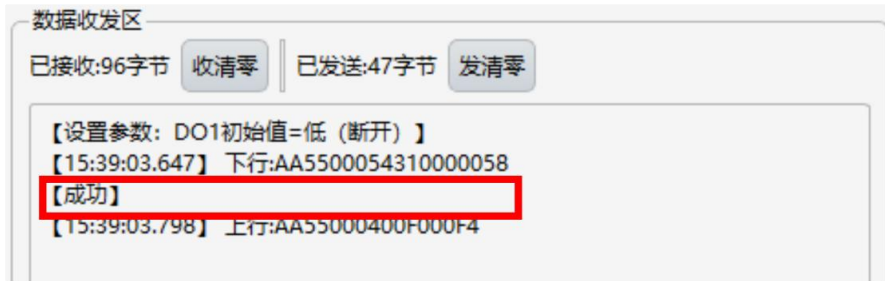 数据收发区
已接收:96字节 收清零 已发送:47字节 发清零
【设置参数：DO1初始值=低（断开）】
【15:39:03.647】 下行:AA5500054310000058
【成功】
【15:39:03.798】 上行:AA55000400F000F4